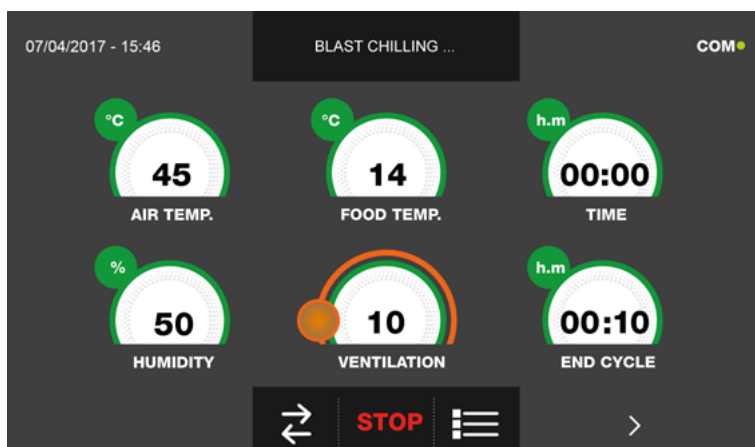 07/04/2017 - 15:46
BLAST CHILLING ...
COM
°C
45
AIR TEMP.
°C
14
FOOD TEMP.
h.m
00:00
TIME
%
50
HUMIDITY
10
VENTILATION
h.m
00:10
END CYCLE
STOP